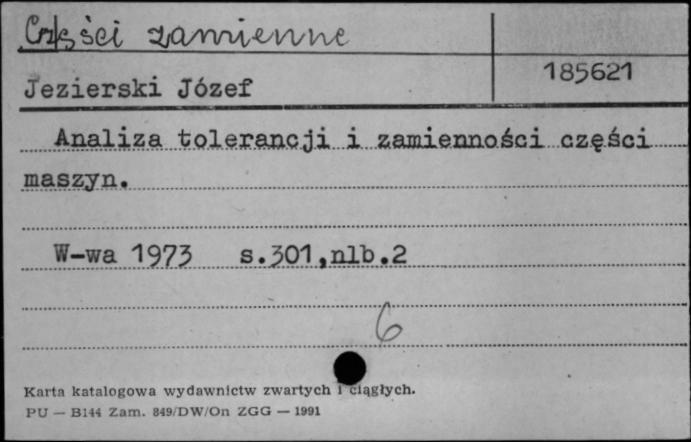 Części zamienne
185621
Jezierski Józef
Analiza tolerancji i zamienności części
maszyn.
W-wa 1973 s.301,nlb.2
6
Karta katalogowa wydawnictw zwartych i ciągłych.
PU — B144 Zam. 849/DW/On ZGG — 1991